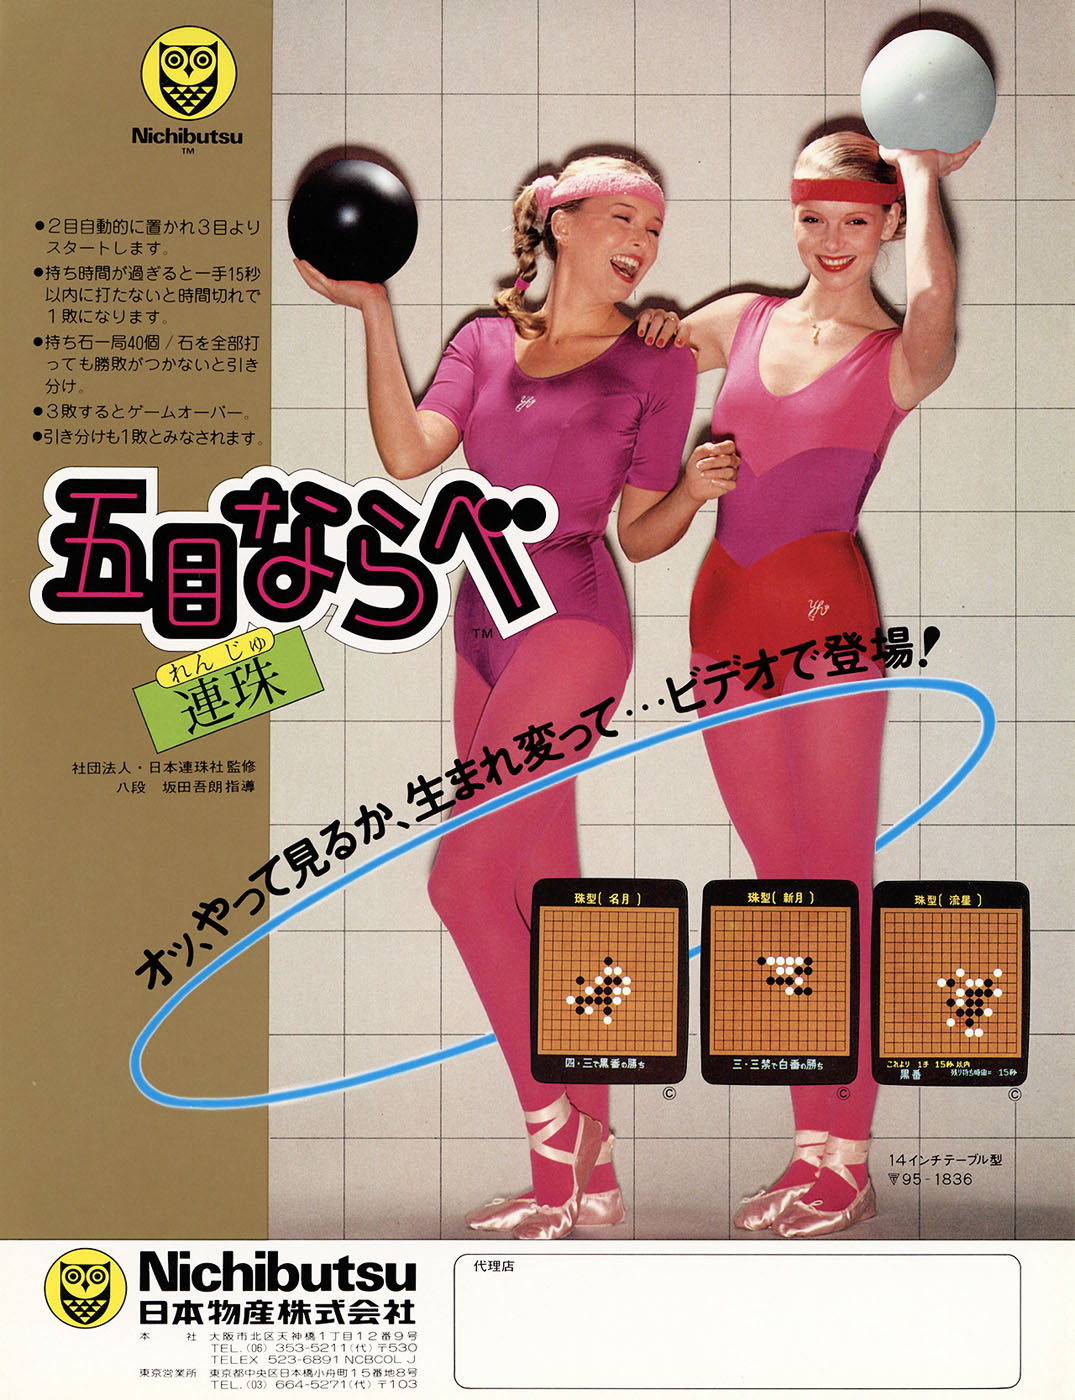 Nichibutsu
TM
●2目自動的に置かれ3目より
スタートします。
●持ち時間が過ぎると一手15秒
以内に打たないと時間切れで
1敗になります。
●持ち石一局40個/石を全部打
っても勝敗がつかないと引き
分け。
●3敗するとゲームオーバー。
●引き分けも1敗とみなされます。
五目ならべ
TM
れんじゅ
連珠
社団法人・日本連珠社監修
八段 坂田吾朗指導
オッ、やって見るか、生まれ変って…ビデオで登場!
珠型[ 名月 ]
四・三で黒番の勝ち
©
珠型[ 新月 ]
三・三禁で白番の勝ち
©
珠型[ 流星 ]
これより 1手 15秒以内
黒番 残り持ち時間= 15秒
©
14インチテーブル型
95-1836
Nichibutsu
日本物産株式会社
本 社 大阪市北区天神橋1丁目12番9号
TEL.(06) 353-5211(代)〒530
TELEX 523-6891 NCBCOL J
東京営業所 東京都中央区日本橋小舟町15番地8号
TEL.(03) 664-5271(代)〒103
代理店